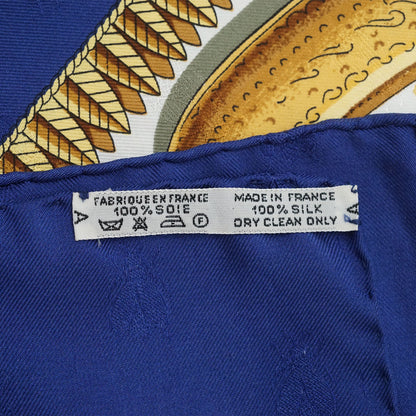 FABRIQUE EN FRANCE
100% SOIE
F
MADE IN FRANCE
100% SILK
DRY CLEAN ONLY
A
A